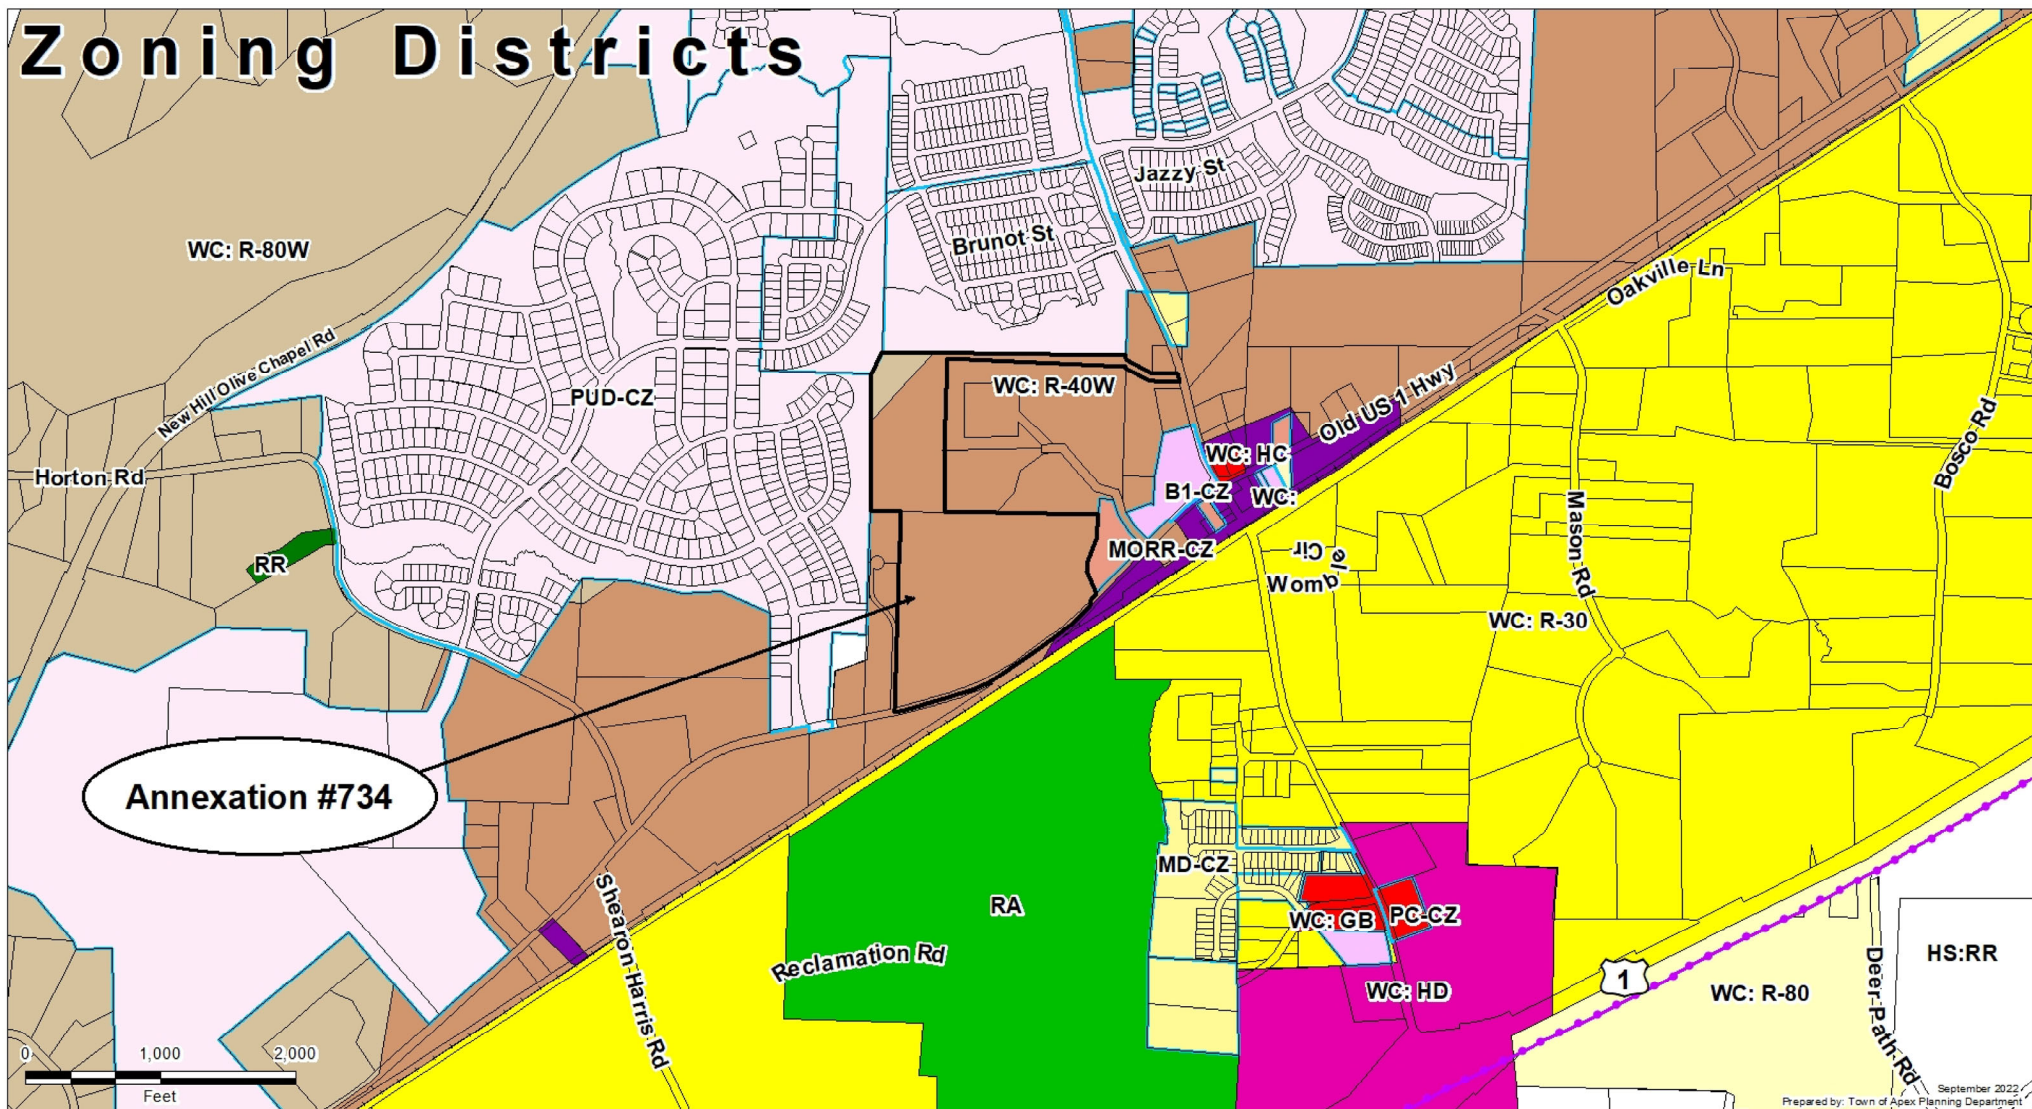 Zoning Districts
Jazzy St
WC: R-80W
Brunot St
Oakville Ln
New Hill Olive Chapel Rd
PUD-CZ
WC: R-40W
Old US 1 Hwy
Bosco Rd
Horton Rd
WC: HC
B1-CZ
WC:
Mason Rd
MORR-CZ
RR
Womble Cir
WC: R-30
Annexation #734
MD-CZ
Shearon Harris Rd
RA
WC: GB
PC-CZ
Reclamation Rd
HS:RR
1
WC: HD
WC: R-80
Deer Path Rd
0
1,000
2,000
Feet
September 2022
Prepared by: Town of Apex Planning Department